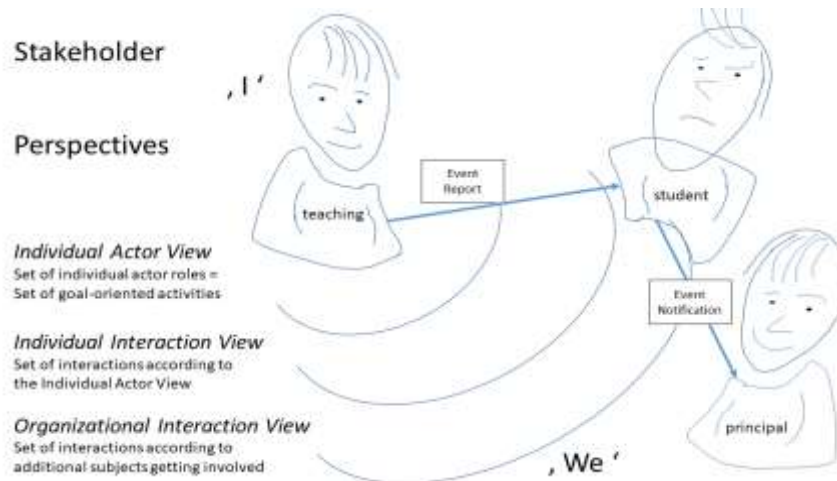 Stakeholder
‚ I ‘
Perspectives
Event
Report
teaching
student
Individual Actor View
Set of individual actor roles =
Set of goal-oriented activities
Event
Notification
Individual Interaction View
Set of interactions according to
the Individual Actor View
Organizational Interaction View
Set of interactions according to
additional subjects getting involved
principal
‚ We ‘